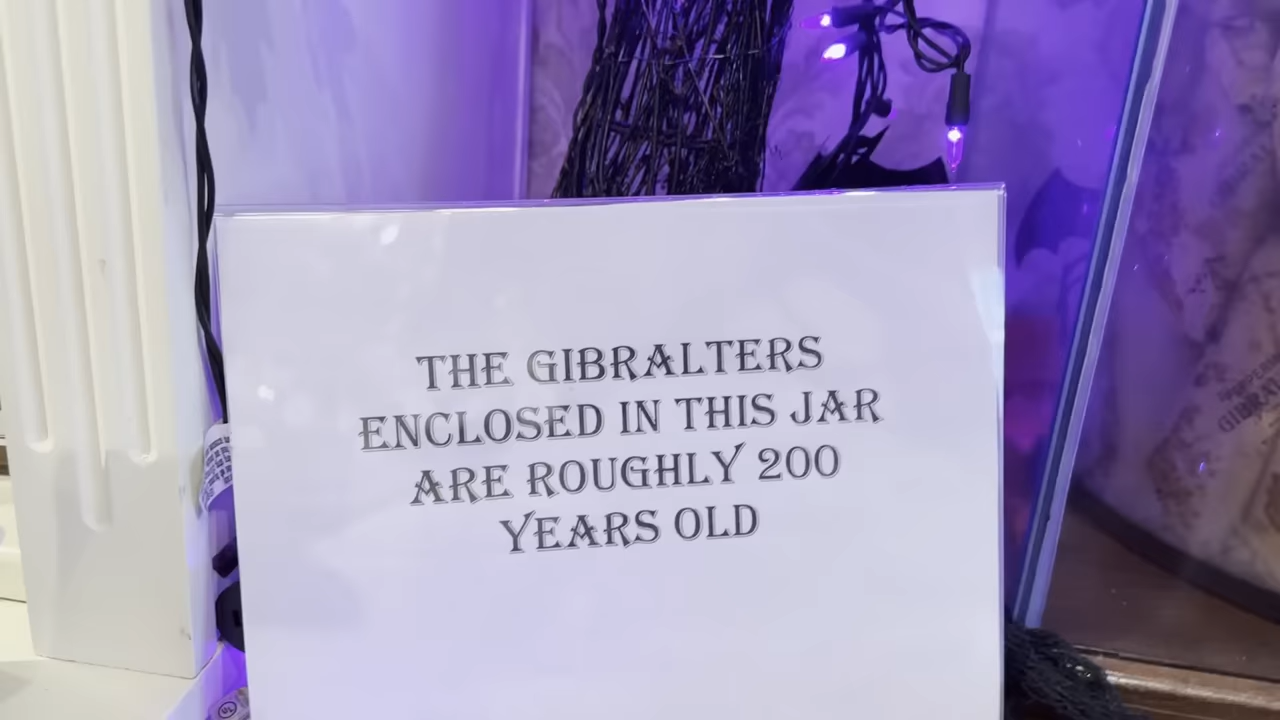 THE GIBRALTERS
ENCLOSED IN THIS JAR
ARE ROUGHLY 200
YEARS OLD